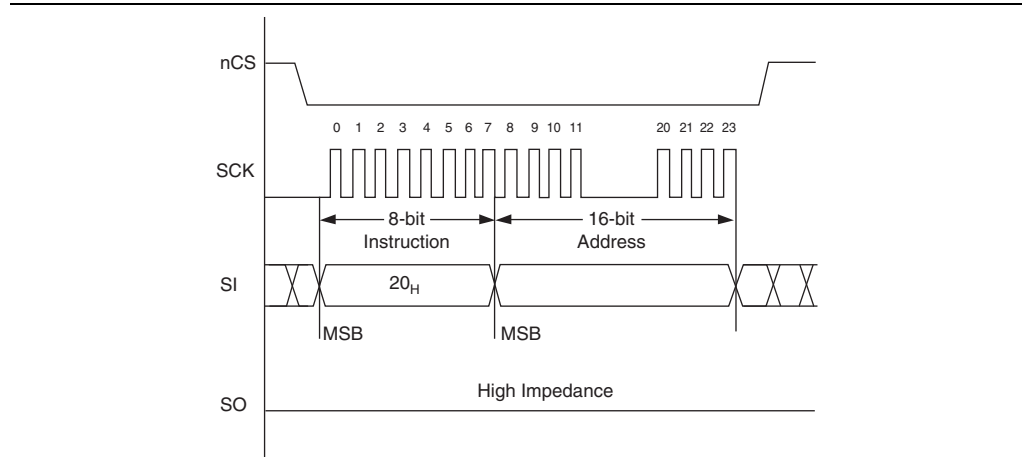 nCS
0 1 2 3 4 5 6 7 8 9 10 11 20 21 22 23
SCK
8-bit 16-bit
Instruction Address
SI 20H
MSB MSB
High Impedance
SO